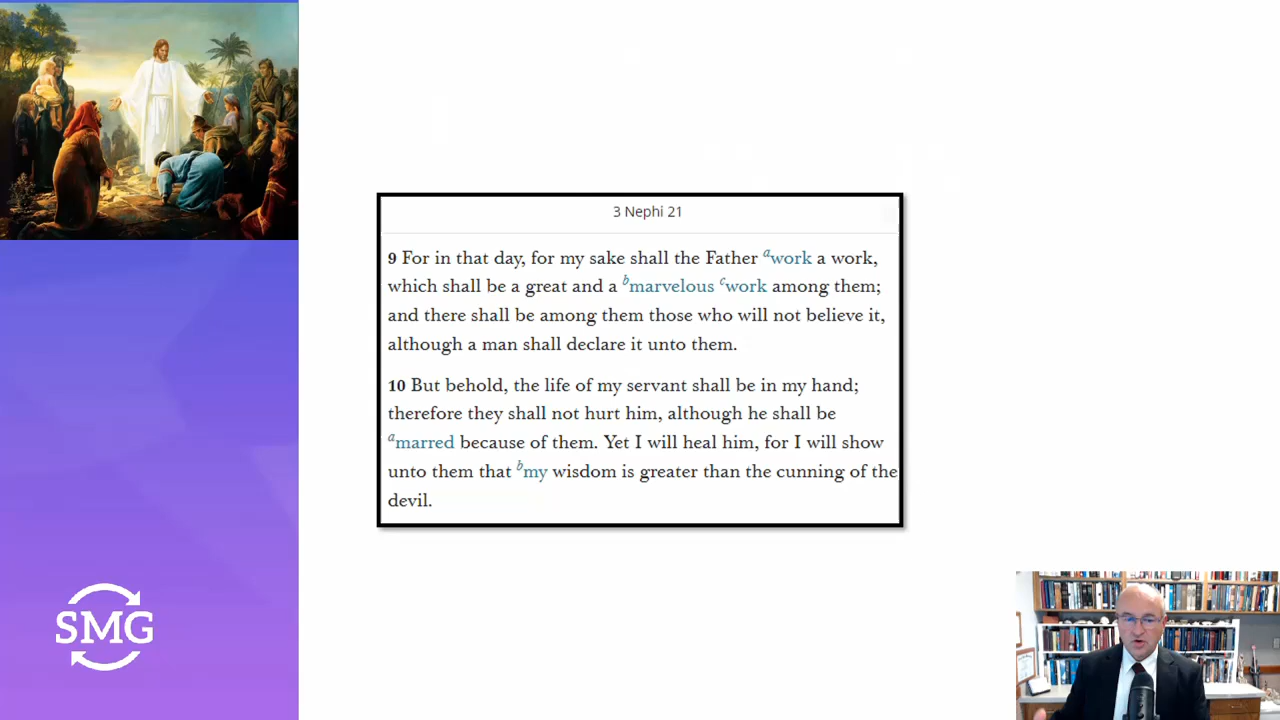 3 Nephi 21
9 For in that day, for my sake shall the Father ᵃwork a work,
which shall be a great and a ᵇmarvelous ᶜwork among them;
and there shall be among them those who will not believe it,
although a man shall declare it unto them.
10 But behold, the life of my servant shall be in my hand;
therefore they shall not hurt him, although he shall be
ᵃmarred because of them. Yet I will heal him, for I will show
unto them that ᵇmy wisdom is greater than the cunning of the
devil.
SMG